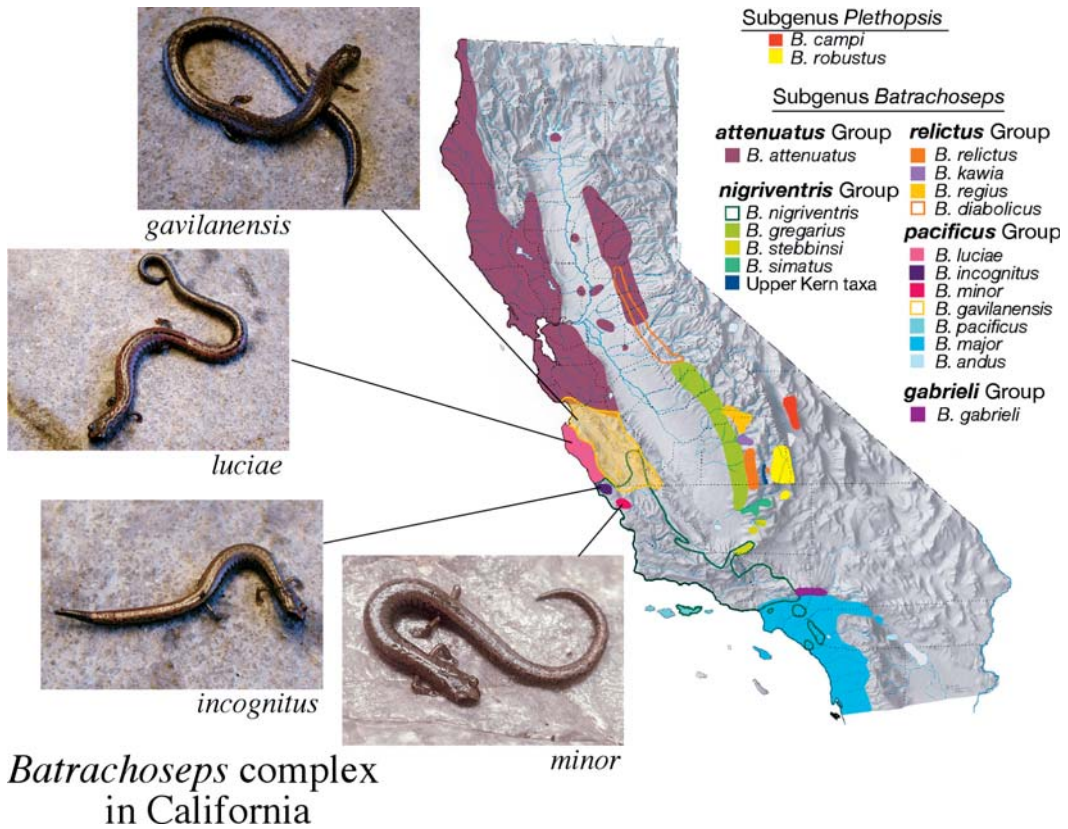 Subgenus Plethopsis
B. campi
B. robustus
Subgenus Batrachoseps
attenuatus Group
B. attenuatus
nigriventris Group
B. nigriventris
B. gregarius
B. stebbinsi
B. simatus
Upper Kern taxa
relictus Group
B. relictus
B. kawia
B. regius
B. diabolicus
pacificus Group
B. luciae
B. incognitus
B. minor
B. gavilanensis
B. pacificus
B. major
B. andus
gabrieli Group
B. gabrieli
gavilanensis
luciae
incognitus
minor
Batrachoseps complex
in California